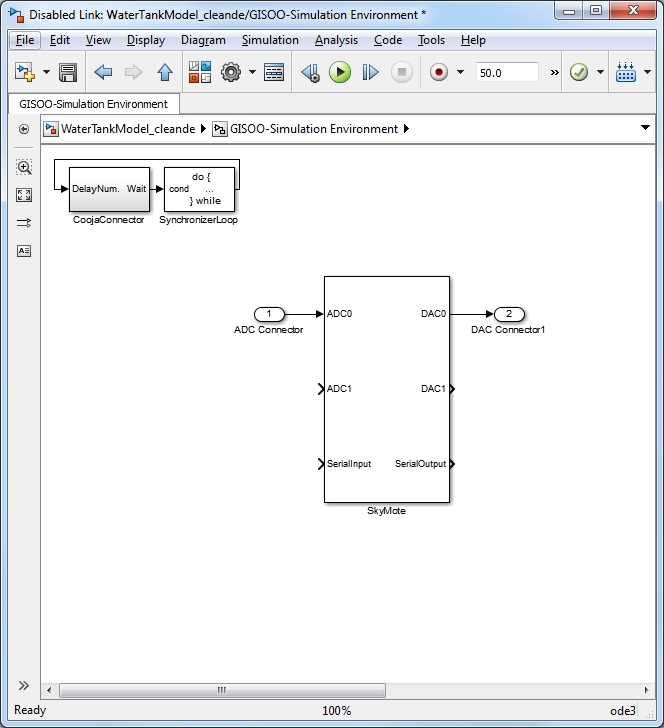 Disabled Link: WaterTankModel_cleande/GISOO-Simulation Environment *
File Edit View Display Diagram Simulation Analysis Code Tools Help
50.0
GISOO-Simulation Environment
WaterTankModel_cleande GISOO-Simulation Environment
DelayNum. Wait
do {
cond ...
} while
CoojaConnector SynchronizerLoop
1 ADC0 DAC0 2
ADC Connector DAC Connector1
ADC1 DAC1
SerialInput SerialOutput
SkyMote
Ready 100% ode3